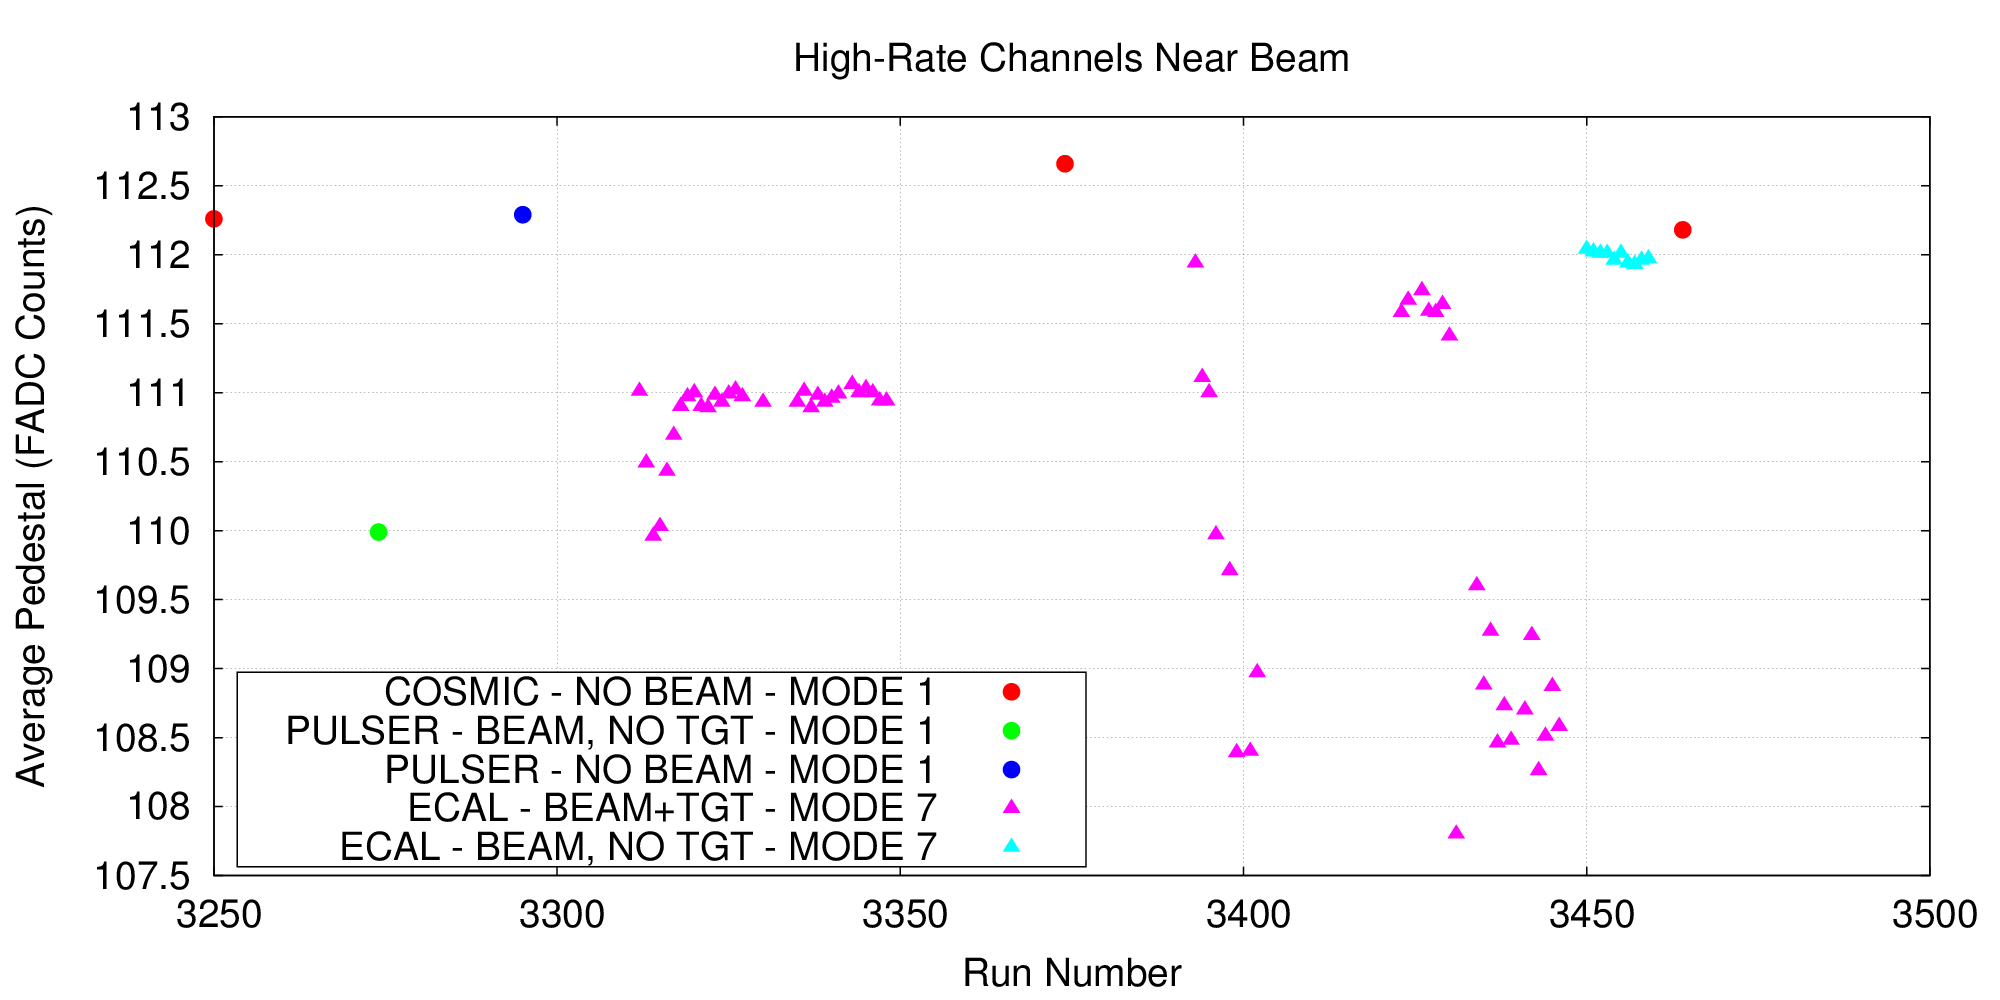 High-Rate Channels Near Beam
113
112.5
112
111.5
111
110.5
110
109.5
109
108.5
108
107.5
Average Pedestal (FADC Counts)
COSMIC - NO BEAM - MODE 1
PULSER - BEAM, NO TGT - MODE 1
PULSER - NO BEAM - MODE 1
ECAL - BEAM+TGT - MODE 7
ECAL - BEAM, NO TGT - MODE 7
3250 3300 3350 3400 3450 3500
Run Number